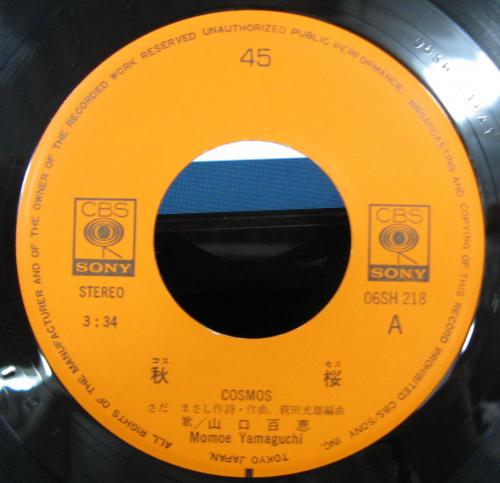 ALL RIGHTS OF THE MANUFACTURER AND OF THE OWNER OF THE RECORDED WORK RESERVED UNAUTHORIZED PUBLIC PERFORMANCE, BROADCASTING AND COPYING OF THIS RECORD PROHIBITED CBS/SONY INC. TOKYO JAPAN.
45
CBS
SONY
CBS
SONY
STEREO
06SH 218
3:34
A
コス モス
秋 桜
COSMOS
さだ まさし作詩・作曲, 萩田光雄編曲
歌/山口百恵
Momoe Yamaguchi